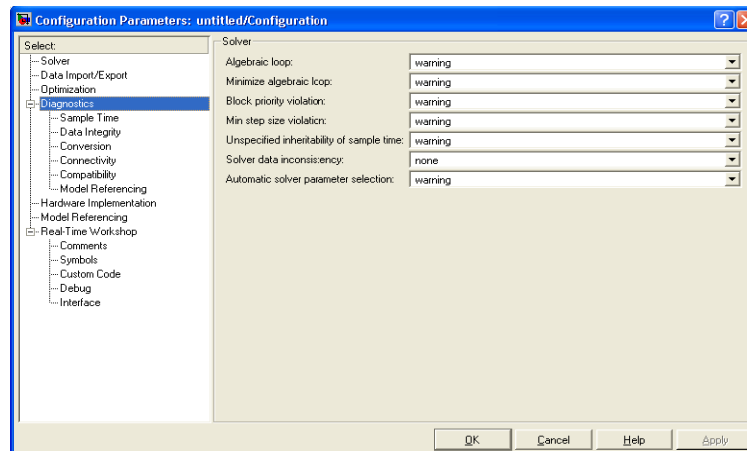 Configuration Parameters: untitled/Configuration
Select:
Solver
Data Import/Export
Optimization
Diagnostics
Sample Time
Data Integrity
Conversion
Connectivity
Compatibility
Model Referencing
Hardware Implementation
Model Referencing
Real-Time Workshop
Comments
Symbols
Custom Code
Debug
Interface
Solver
Algebraic loop: warning
Minimize algebraic loop: warning
Block priority violation: warning
Min step size violation: warning
Unspecified inheritability of sample time: warning
Solver data inconsistency: none
Automatic solver parameter selection: warning
OK Cancel Help Apply